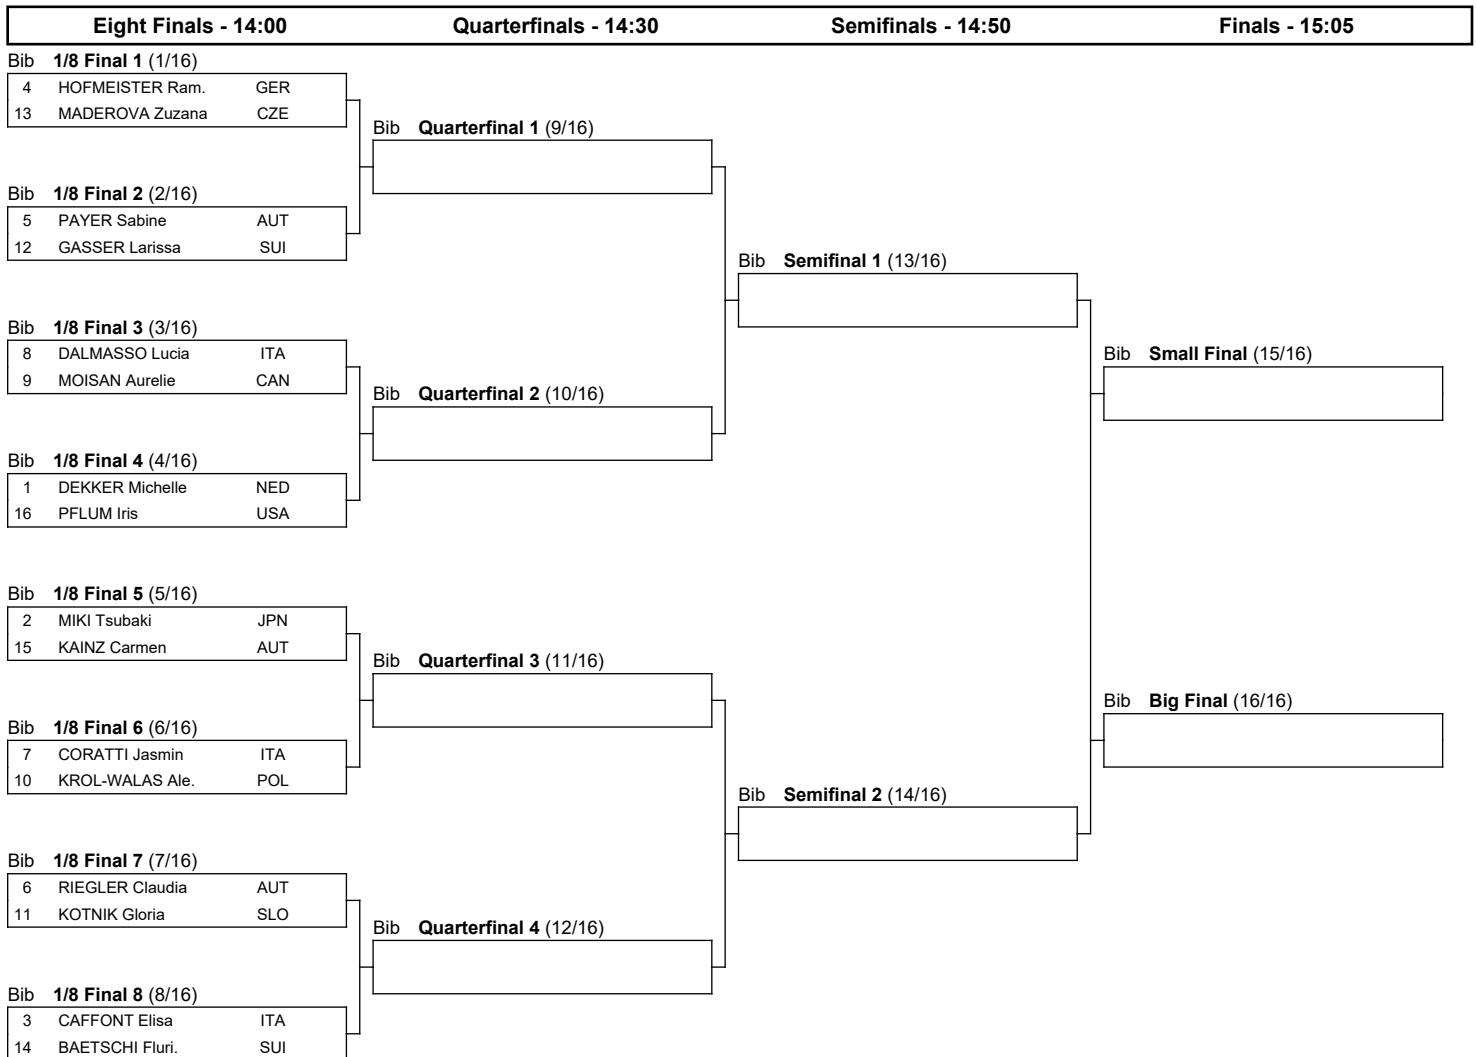 Eight Finals - 14:00 Quarterfinals - 14:30 Semifinals - 14:50 Finals - 15:05
Bib 1/8 Final 1 (1/16)
4 HOFMEISTER Ram. GER
13 MADEROVA Zuzana CZE
Bib Quarterfinal 1 (9/16)
Bib 1/8 Final 2 (2/16)
5 PAYER Sabine AUT
12 GASSER Larissa SUI
Bib Semifinal 1 (13/16)
Bib 1/8 Final 3 (3/16)
8 DALMASSO Lucia ITA
9 MOISAN Aurelie CAN
Bib Small Final (15/16)
Bib Quarterfinal 2 (10/16)
Bib 1/8 Final 4 (4/16)
1 DEKKER Michelle NED
16 PFLUM Iris USA
Bib 1/8 Final 5 (5/16)
2 MIKI Tsubaki JPN
15 KAINZ Carmen AUT
Bib Quarterfinal 3 (11/16)
Bib Big Final (16/16)
Bib 1/8 Final 6 (6/16)
7 CORATTI Jasmin ITA
10 KROL-WALAS Ale. POL
Bib Semifinal 2 (14/16)
Bib 1/8 Final 7 (7/16)
6 RIEGLER Claudia AUT
11 KOTNIK Gloria SLO
Bib Quarterfinal 4 (12/16)
Bib 1/8 Final 8 (8/16)
3 CAFFONT Elisa ITA
14 BAETSCHI Fluri. SUI